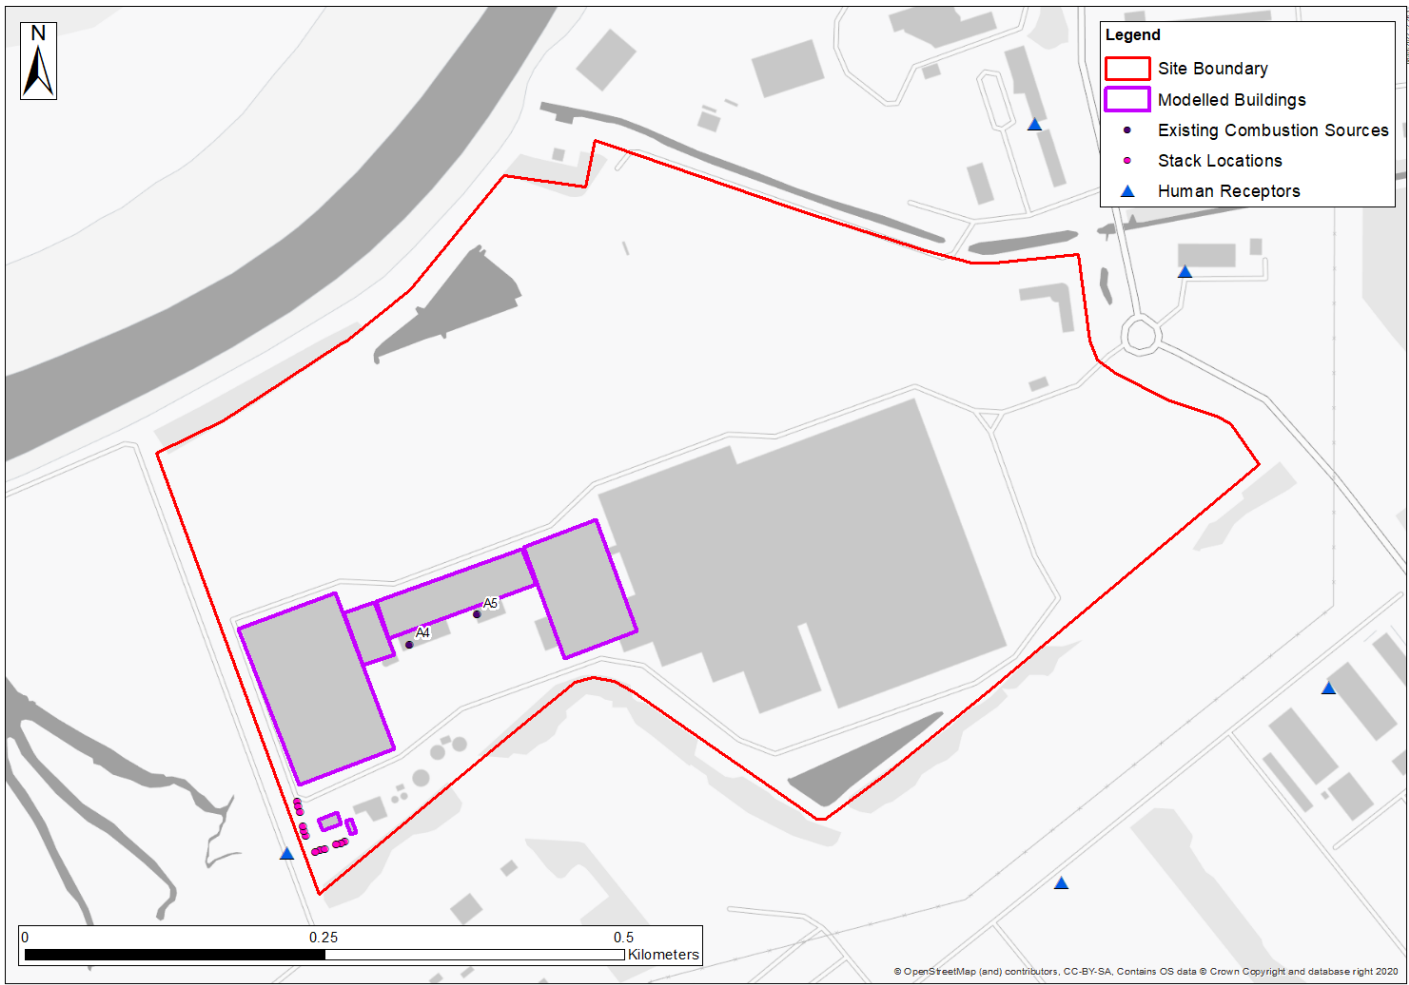 N
Legend
Site Boundary
Modelled Buildings
Existing Combustion Sources
Stack Locations
Human Receptors
A5
A4
0 0.25 0.5
Kilometers
© OpenStreetMap (and) contributors, CC-BY-SA, Contains OS data © Crown Copyright and database right 2020